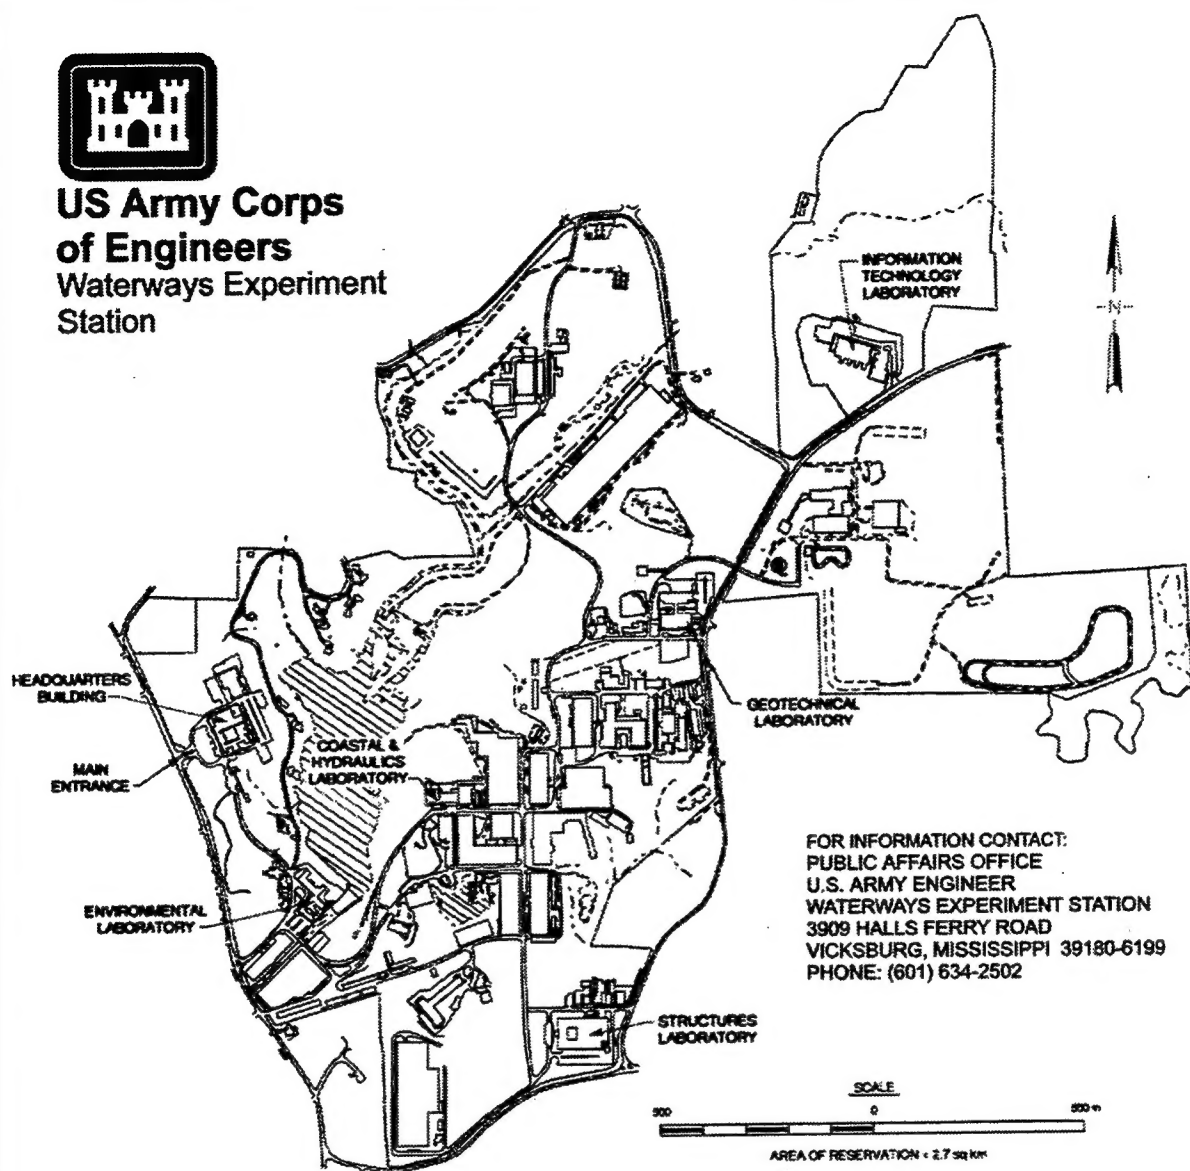 US Army Corps
of Engineers
Waterways Experiment
Station
INFORMATION
TECHNOLOGY
LABORATORY
N
HEADQUARTERS
BUILDING
MAIN
ENTRANCE
COASTAL &
HYDRAULICS
LABORATORY
GEOTECHNICAL
LABORATORY
ENVIRONMENTAL
LABORATORY
STRUCTURES
LABORATORY
FOR INFORMATION CONTACT:
PUBLIC AFFAIRS OFFICE
U.S. ARMY ENGINEER
WATERWAYS EXPERIMENT STATION
3909 HALLS FERRY ROAD
VICKSBURG, MISSISSIPPI 39180-6199
PHONE: (601) 634-2502
SCALE
500 0 500 m
AREA OF RESERVATION = 2.7 sq km